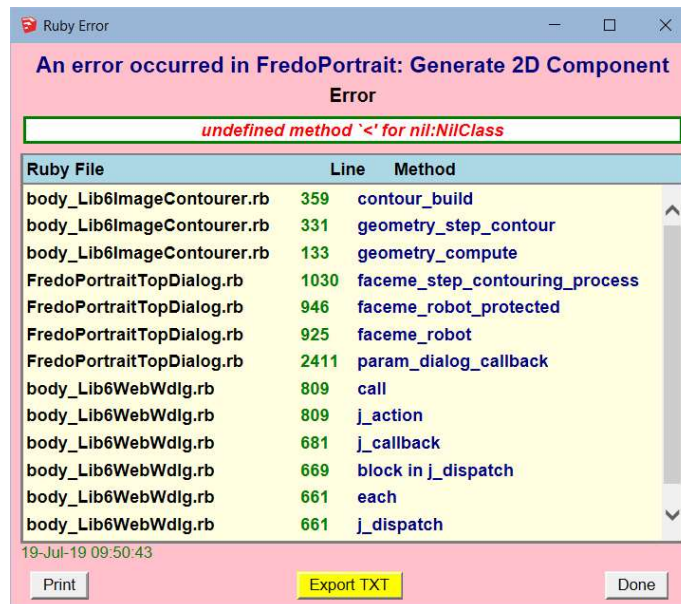 Ruby Error
An error occurred in FredoPortrait: Generate 2D Component
Error
undefined method `<' for nil:NilClass
Ruby File Line Method
body_Lib6ImageContourer.rb 359 contour_build
body_Lib6ImageContourer.rb 331 geometry_step_contour
body_Lib6ImageContourer.rb 133 geometry_compute
FredoPortraitTopDialog.rb 1030 faceme_step_contouring_process
FredoPortraitTopDialog.rb 946 faceme_robot_protected
FredoPortraitTopDialog.rb 925 faceme_robot
FredoPortraitTopDialog.rb 2411 param_dialog_callback
body_Lib6WebWdlg.rb 809 call
body_Lib6WebWdlg.rb 809 j_action
body_Lib6WebWdlg.rb 681 j_callback
body_Lib6WebWdlg.rb 669 block in j_dispatch
body_Lib6WebWdlg.rb 661 each
body_Lib6WebWdlg.rb 661 j_dispatch
19-Jul-19 09:50:43
Print Export TXT Done